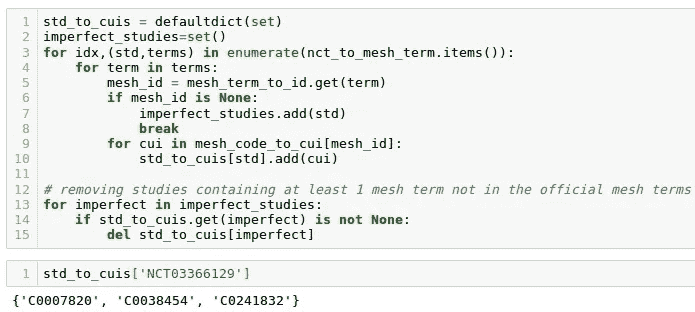 1 std_to_cuis = defaultdict(set)
2 imperfect_studies=set()
3 for idx,(std,terms) in enumerate(nct_to_mesh_term.items()):
4     for term in terms:
5         mesh_id = mesh_term_to_id.get(term)
6         if mesh_id is None:
7             imperfect_studies.add(std)
8             break
9         for cui in mesh_code_to_cui[mesh_id]:
10             std_to_cuis[std].add(cui)
11
12 # removing studies containing at least 1 mesh term not in the official mesh terms
13 for imperfect in imperfect_studies:
14     if std_to_cuis.get(imperfect) is not None:
15         del std_to_cuis[imperfect]
1 std_to_cuis['NCT03366129']
{'C0007820', 'C0038454', 'C0241832'}